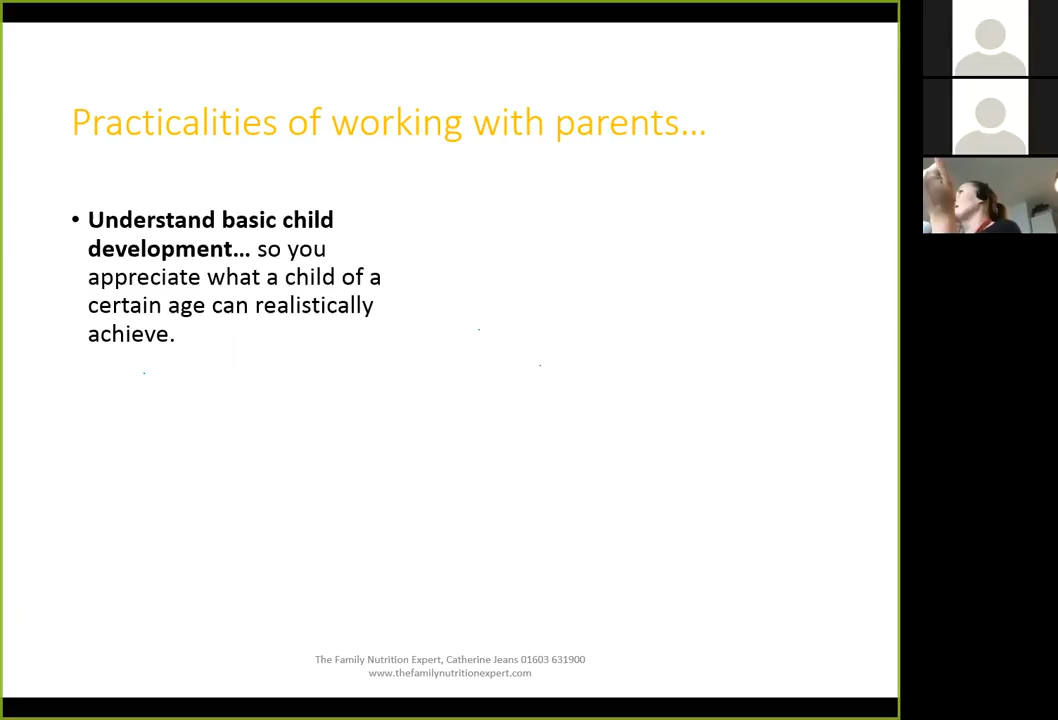 Practicalities of working with parents...
• Understand basic child
development... so you
appreciate what a child of a
certain age can realistically
achieve.
The Family Nutrition Expert, Catherine Jeans 01603 631900
www.thefamilynutritionexpert.com